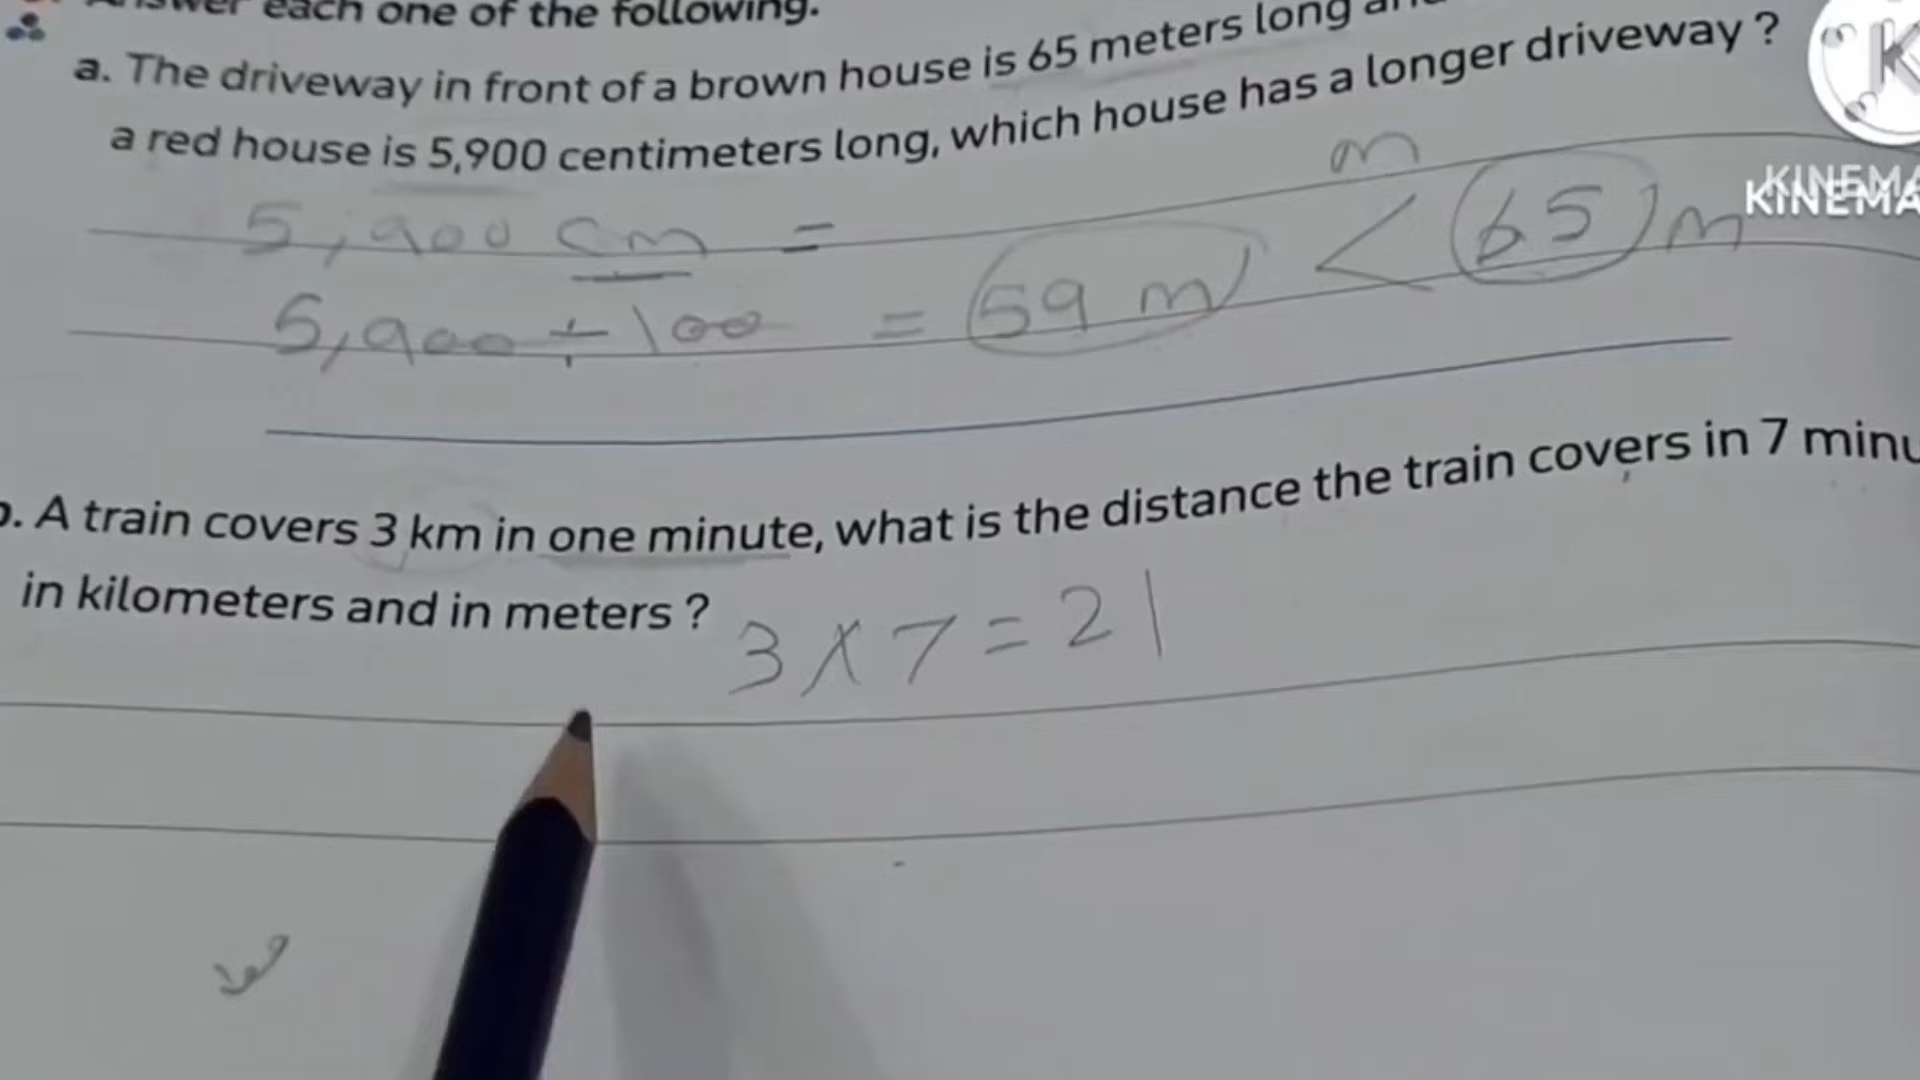 each one of the following.
a. The driveway in front of a brown house is 65 meters long
a red house is 5,900 centimeters long, which house has a longer driveway ?
m
5,900 cm =
5,900 ÷ 100 = 59 m < 65 m
b. A train covers 3 km in one minute, what is the distance the train covers in 7 minu
in kilometers and in meters ?
3 x 7 = 21
KINEMA
KINEMA
K